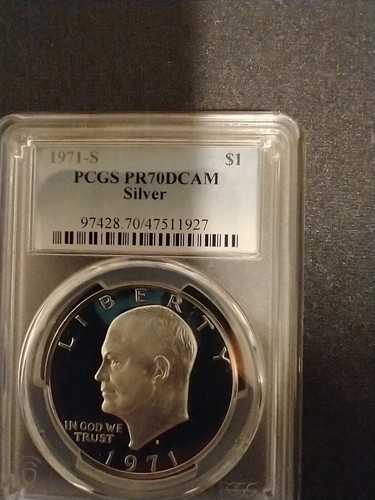 1971-S $1
PCGS PR70DCAM
Silver
97428.70/47511927
LIBERTY
IN GOD WE
TRUST
S
1971